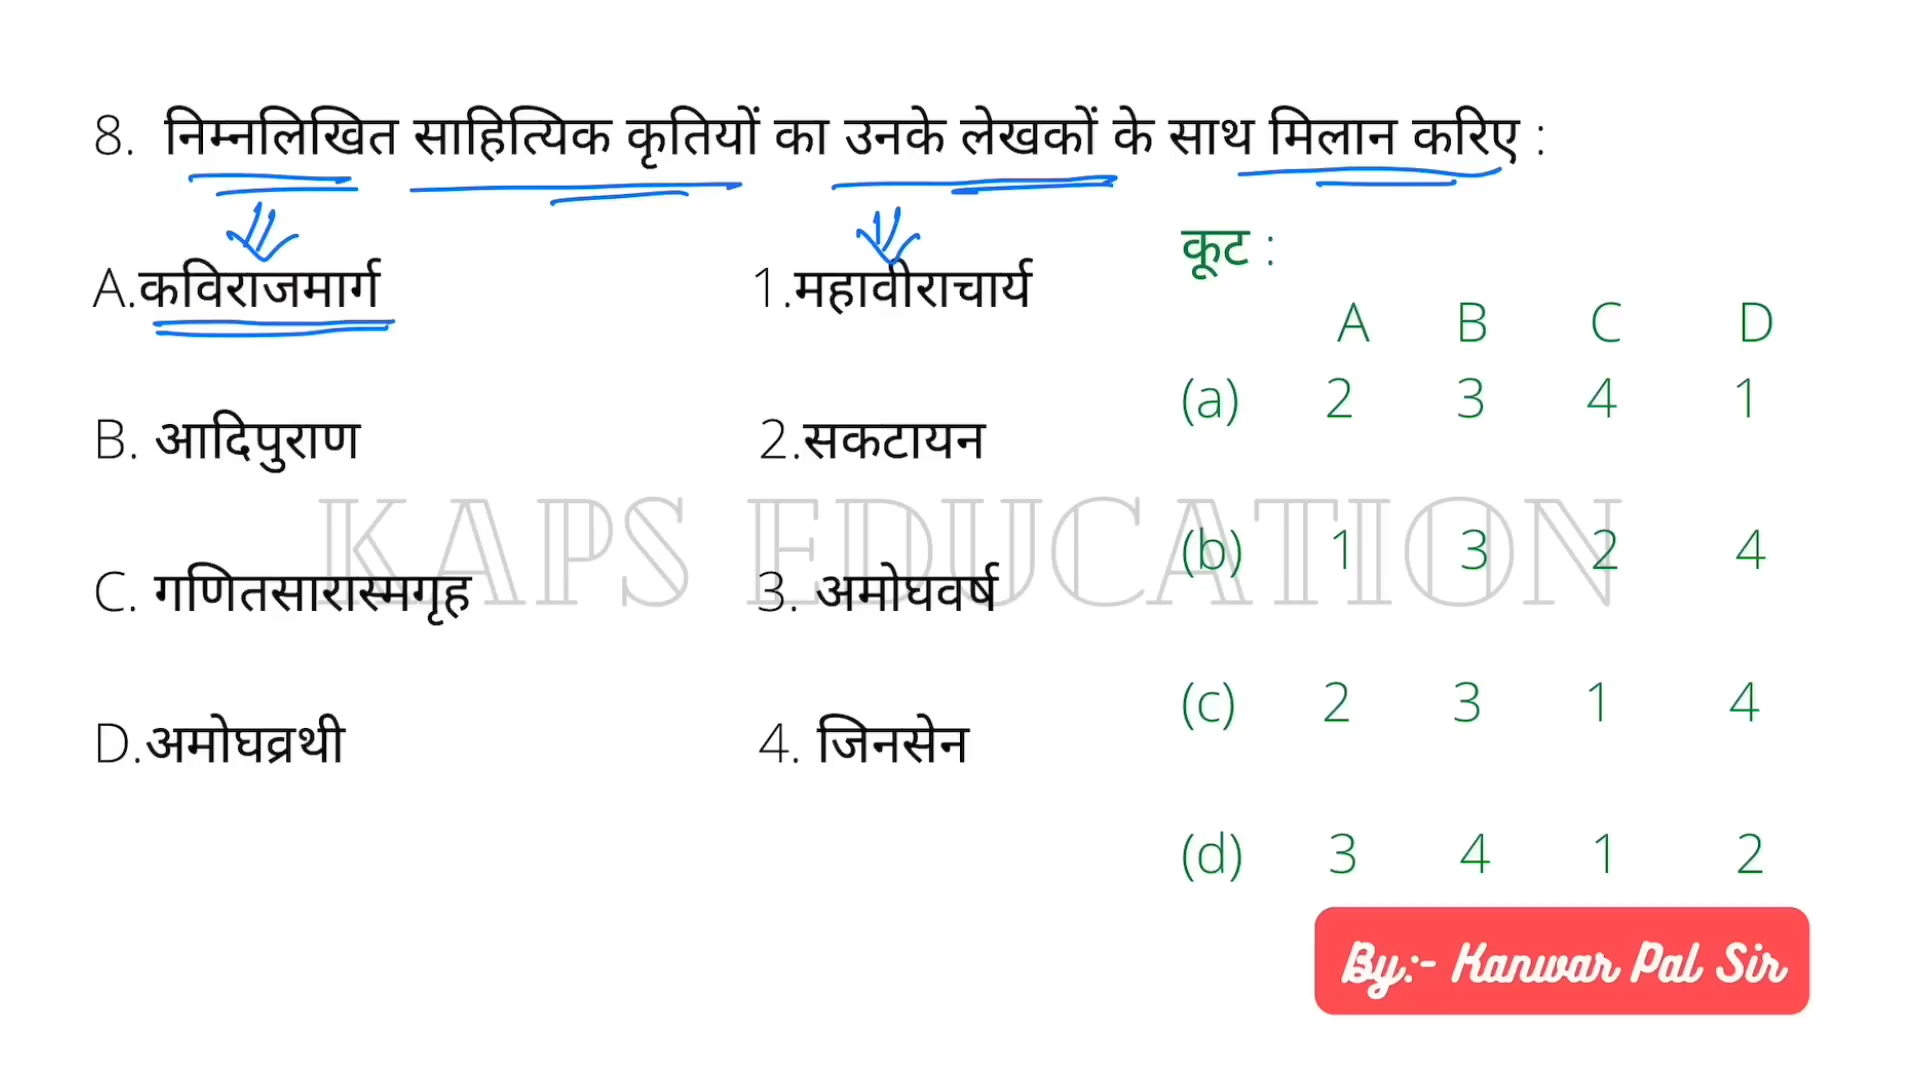 8. निम्नलिखित साहित्यिक कृतियों का उनके लेखकों के साथ मिलान करिए :
A.कविराजमार्ग
B. आदिपुराण
C. गणितसारास्मगृह
D.अमोघव्रथी
1.महावीराचार्य
2.सकटायन
3. अमोघवर्ष
4. जिनसेन
कूट :
A B C D
(a) 2 3 4 1
(b) 1 3 2 4
(c) 2 3 1 4
(d) 3 4 1 2
KAPS EDUCATION
By:- Kanwar Pal Sir